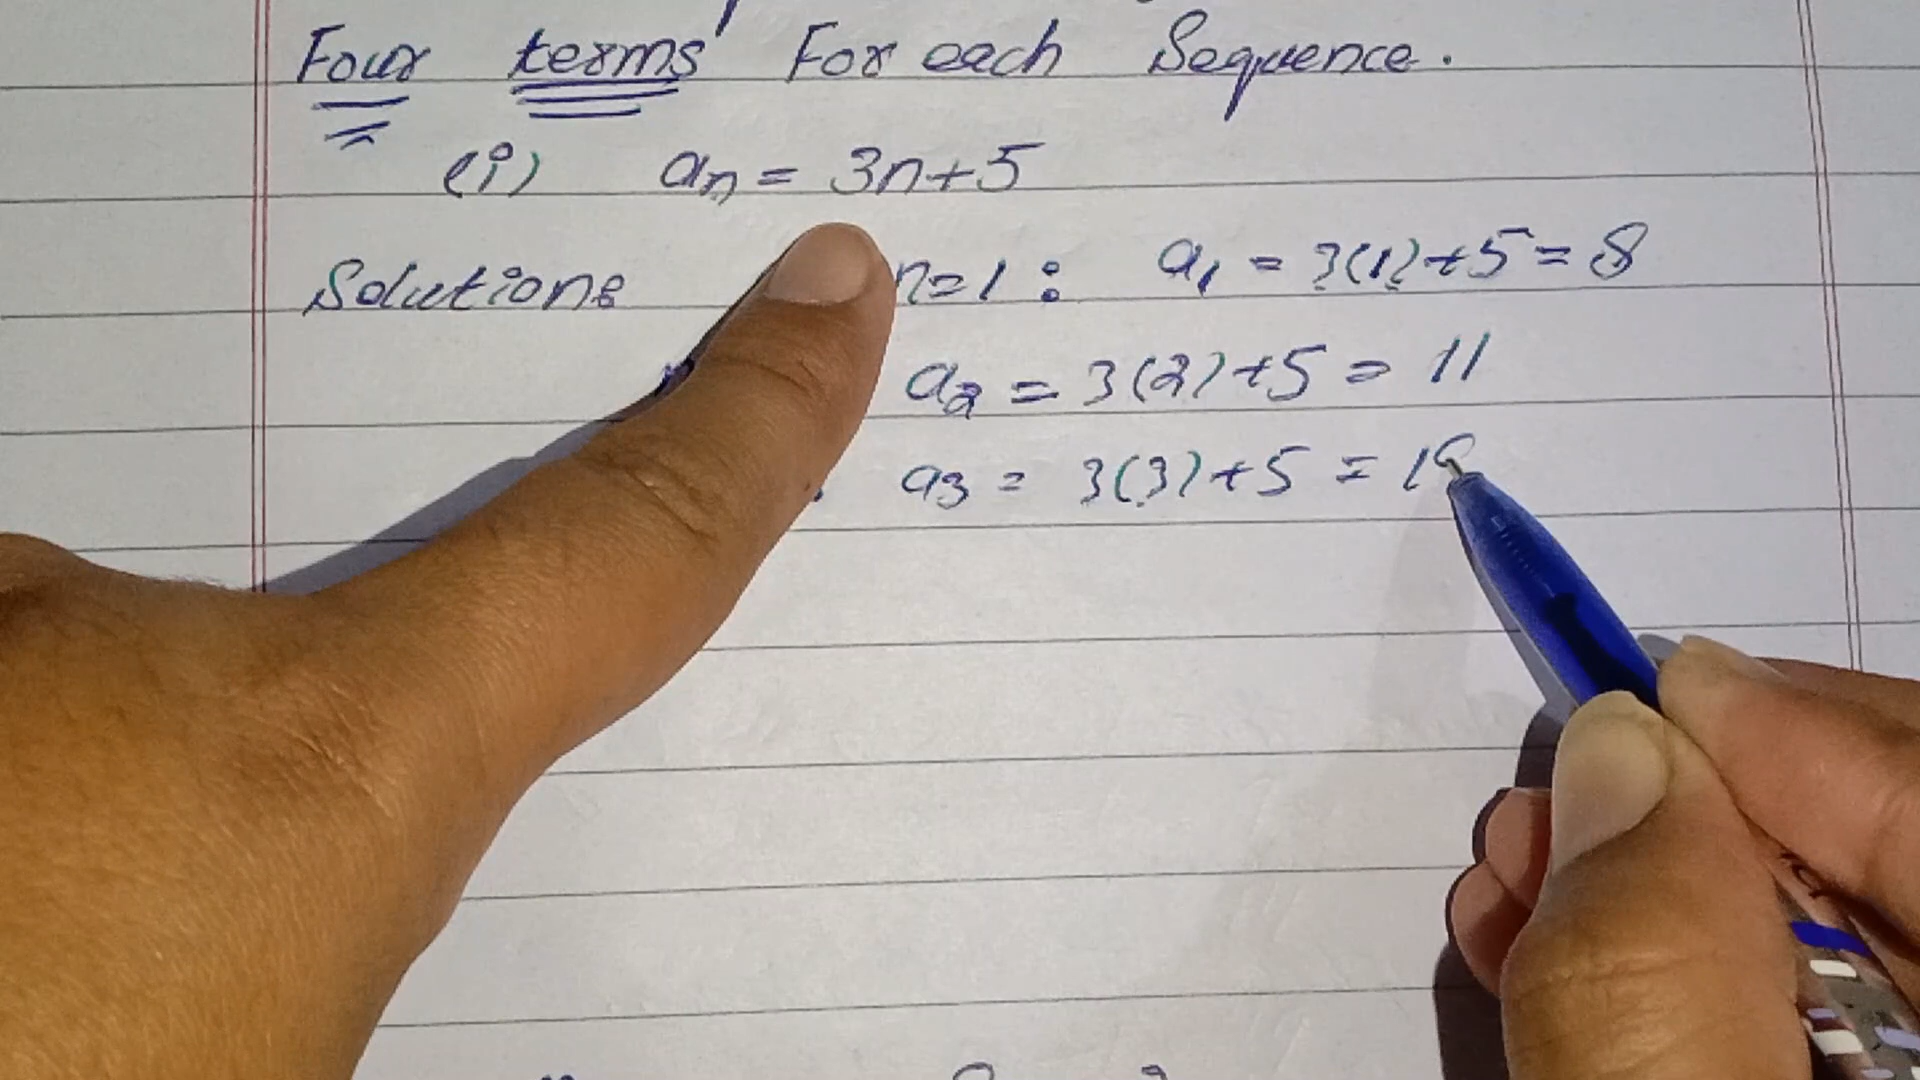 Four terms For each Sequence.
(i) an = 3n+5
Solutions n=1: a1 = 3(1)+5 = 8
a2 = 3(2)+5 = 11
a3 = 3(3)+5 =